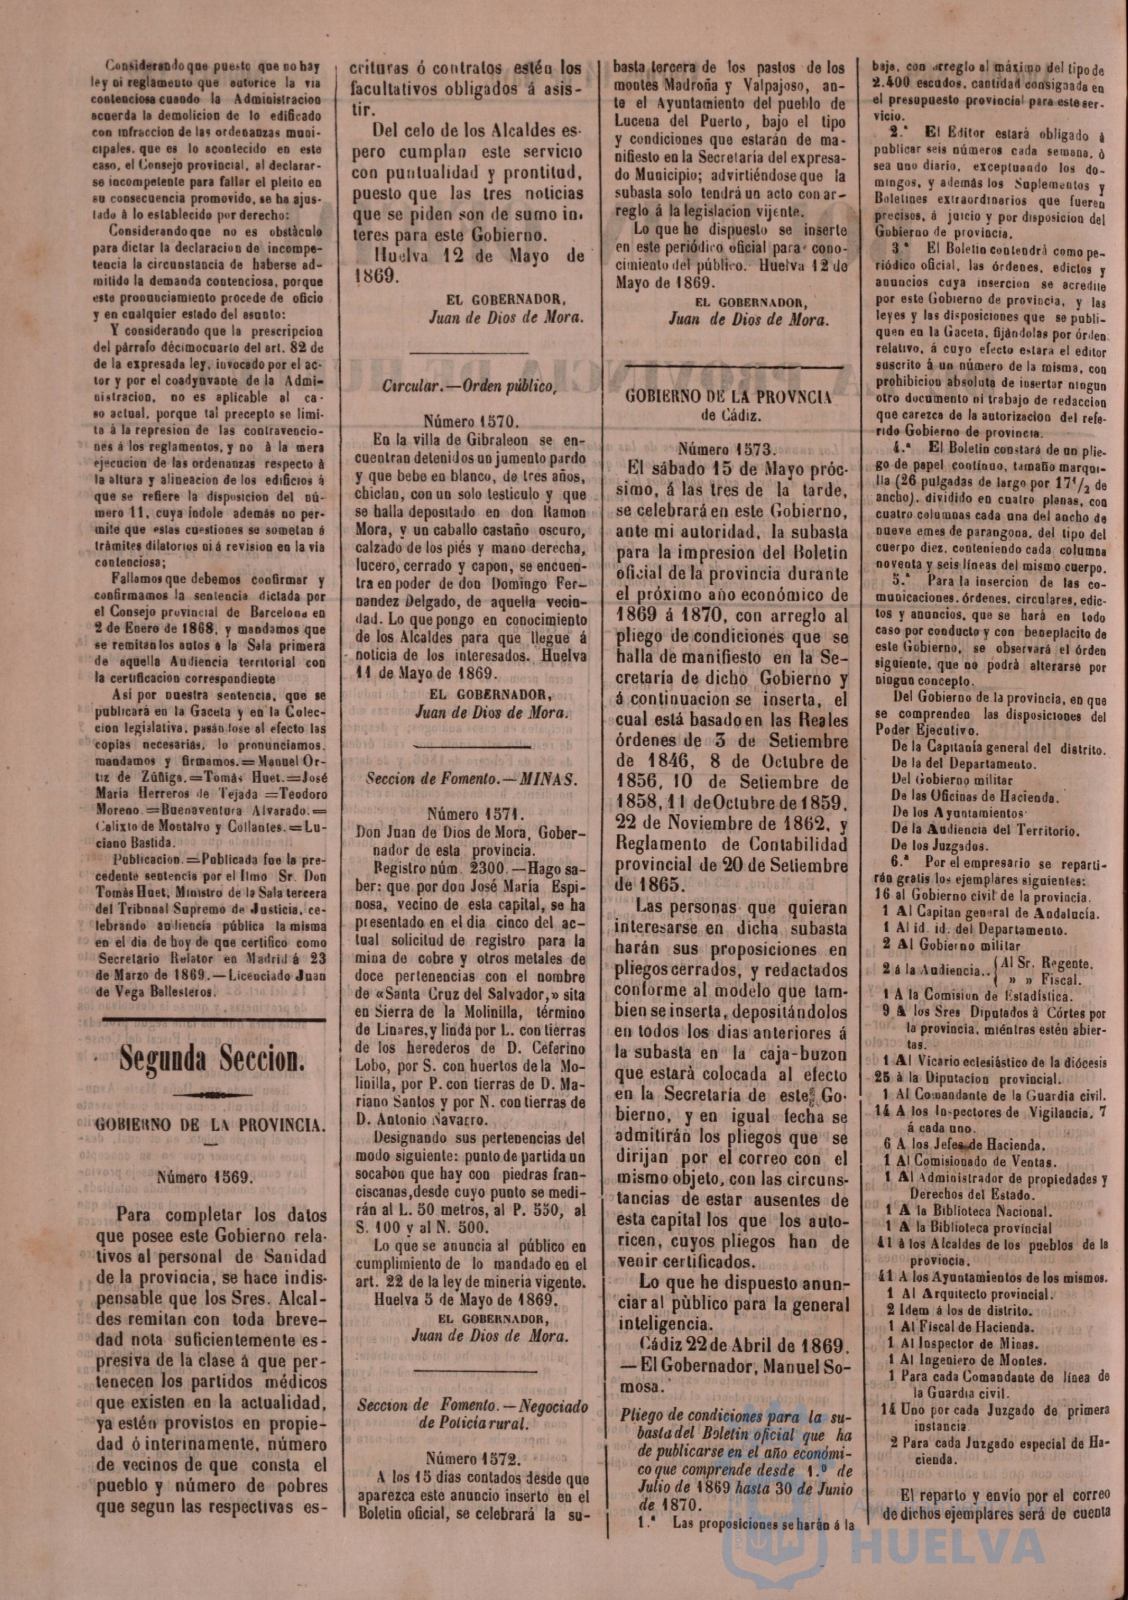 Considerando que puesto que no hay
ley ni reglamento que autorice la via
contenciosa cuando la Administracion
acuerda la demolicion de lo edificado
con infraccion de las ordenanzas muni-
cipales, que es lo acontecido en este
caso, el Consejo provincial, al declarar-
se incompetente para fallar el pleito en
su consecuencia promovido, se ha ajus-
tado á lo establecido por derecho:
Considerando que no es obstáculo
para dictar la declaracion de incompe-
tencia la circunstancia de haberse ad-
mitido la demanda contenciosa, porque
este pronunciamiento procede de oficio
y en cualquier estado del asunto:
Y considerando que la prescripcion
del párrafo décimocuarto del art. 82 de
de la expresada ley, invocado por el ac-
tor y por el coadyuvante de la Admi-
nistracion, no es aplicable al ca-
so actual, porque tal precepto se limi-
ta á la represion de las contravencio-
nes á los reglamentos, y no á la mera
ejecucion de las ordenanzas respecto á
la altura y alineacion de los edificios á
que se refiere la disposicion del nú-
mero 11, cuya índole además no per-
mite que estas cuestiones se sometan á
trámites dilatorios ni á revision en la via
contenciosa;
Fallamos que debemos confirmar y
confirmamos la sentencia dictada por
el Consejo provincial de Barcelona en
2 de Enero de 1868, y mandamos que
se remitan los autos á la Sala primera
de aquella Audiencia territorial con
la certificacion correspondiente
Así por nuestra sentencia, que se
publicará en la Gaceta y en la Colec-
cion legislativa, pasándose al efecto las
copias necesarias, lo pronunciamos,
mandamos y firmamos.=Manuel Or-
tiz de Zúñiga.=Tomás Huet.=José
María Herreros de Tejada =Teodoro
Moreno.=Buenaventura Alvarado.=
Calixto de Montalvo y Collantes.=Lu-
ciano Bastida.
Publicacion.=Publicada fue la pre-
cedente sentencia por el Ilmo Sr. Don
Tomás Huet, Ministro de la Sala tercera
del Tribunal Supremo de Justicia, ce-
lebrando audiencia pública la misma
en el dia de hoy de que certifico como
Secretario Relator en Madrid á 23
de Marzo de 1869.—Licenciado Juan
de Vega Ballesteros.
Segunda Seccion.
GOBIERNO DE LA PROVINCIA.
Número 1569.
Para completar los datos
que posee este Gobierno rela-
tivos al personal de Sanidad
de la provincia, se hace indis-
pensable que los Sres. Alcal-
des remitan con toda breve-
dad nota suficientemente es-
presiva de la clase á que per-
tenecen los partidos médicos
que existen en la actualidad,
ya estén provistos en propie-
dad ó interinamente, número
de vecinos de que consta el
pueblo y número de pobres
que segun las respectivas es-
crituras ó contratos estén los
facultativos obligados á asis-
tir.
Del celo de los Alcaldes es-
pero cumplan este servicio
con puntualidad y prontitud,
puesto que las tres noticias
que se piden son de sumo in-
teres para este Gobierno.
Huelva 12 de Mayo de
1869.
EL GOBERNADOR,
Juan de Dios de Mora.
Circular.—Orden público,
Número 1570.
En la villa de Gibraleon se en-
cuentran detenidos un jumento pardo
y que bebe en blanco, de tres años,
chiclan, con un solo testiculo y que
se halla depositado en don Ramon
Mora, y un caballo castaño oscuro,
calzado de los piés y mano derecha,
lucero, cerrado y capon, se encuen-
tra en poder de don Domingo Fer-
nandez Delgado, de aquella vecin-
dad. Lo que pongo en conocimiento
de los Alcaldes para que llegue á
noticia de los interesados. Huelva
11 de Mayo de 1869.
EL GOBERNADOR,
Juan de Dios de Mora.
Seccion de Fomento.—MINAS.
Número 1571.
Don Juan de Dios de Mora, Gober-
nador de esta provincia.
Registro núm. 2300.—Hago sa-
ber: que por don José María Espi-
nosa, vecino de esta capital, se ha
presentado en el dia cinco del ac-
tual solicitud de registro para la
mina de cobre y otros metales de
doce pertenencias con el nombre
de «Santa Cruz del Salvador,» sita
en Sierra de la Molinilla, término
de Linares, y linda por L. con tierras
de los herederos de D. Ceferino
Lobo, por S. con huertos de la Mo-
linilla, por P. con tierras de D. Ma-
riano Santos y por N. con tierras de
D. Antonio Navarro.
Designando sus pertenencias del
modo siguiente: punto de partida un
socabon que hay con piedras fran-
ciscanas, desde cuyo punto se medi-
rán al L. 50 metros, al P. 550, al
S. 100 y al N. 500.
Lo que se anuncia al público en
cumplimiento de lo mandado en el
art. 22 de la ley de mineria vigente.
Huelva 5 de Mayo de 1869.
EL GOBERNADOR,
Juan de Dios de Mora.
Seccion de Fomento.—Negociado
de Policia rural.
Número 1572.
A los 15 dias contados desde que
aparezca este anuncio inserto en el
Boletin oficial, se celebrará la su-
basta tercera de los pastos de los
montes Madroña y Valpajoso, an-
te el Ayuntamiento del pueblo de
Lucena del Puerto, bajo el tipo
y condiciones que estarán de ma-
nifiesto en la Secretaria del expresa-
do Municipio; advirtiéndose que la
subasta solo tendrá un acto con ar-
reglo á la legislacion vijente.
Lo que he dispuesto se inserte
en este periódico oficial para cono-
cimiento del público. Huelva 12 de
Mayo de 1869.
EL GOBERNADOR,
Juan de Dios de Mora.
GOBIERNO DE LA PROVNCIA
de Cádiz.
Número 1573.
El sábado 15 de Mayo próc-
simo, á las tres de la tarde,
se celebrará en este Gobierno,
ante mi autoridad, la subasta
para la impresion del Boletin
oficial de la provincia durante
el próximo año económico de
1869 á 1870, con arreglo al
pliego de condiciones que se
halla de manifiesto en la Se-
cretaria de dicho Gobierno y
á continuacion se inserta, el
cual está basado en las Reales
órdenes de 3 de Setiembre
de 1846, 8 de Octubre de
1856, 10 de Setiembre de
1858, 11 de Octubre de 1859,
22 de Noviembre de 1862, y
Reglamento de Contabilidad
provincial de 20 de Setiembre
de 1865.
Las personas que quieran
interesarse en dicha subasta
harán sus proposiciones en
pliegos cerrados, y redactados
conforme al modelo que tam-
bien se inserta, depositándolos
en todos los dias anteriores á
la subasta en la caja-buzon
que estará colocada al efecto
en la Secretaría de este Go-
bierno, y en igual fecha se
admitirán los pliegos que se
dirijan por el correo con el
mismo objeto, con las circuns-
tancias de estar ausentes de
esta capital los que los auto-
ricen, cuyos pliegos han de
venir certificados.
Lo que he dispuesto anun-
ciar al público para la general
inteligencia.
Cádiz 22 de Abril de 1869.
—El Gobernador, Manuel So-
mosa.
Pliego de condiciones para la su-
basta del Boletin oficial que ha
de publicarse en el año económi-
co que comprende desde 1.º de
Julio de 1869 hasta 30 de Junio
de 1870.
1.ª Las proposiciones se harán á la
baja, con arreglo al máximo del tipo de
2.400 escudos, cantidad consignada en
el presupuesto provincial para este ser-
vicio.
2.ª El Editor estará obligado á
publicar seis números cada semana, ó
sea uno diario, exceptuando los do-
mingos, y además los Suplementos y
Boletines extraordinarios que fueren
precisos, á juicio y por disposicion del
Gobierno de provincia.
3.ª El Boletin contendrá como pe-
riódico oficial, las órdenes, edictos y
anuncios cuya insercion se acredite
por este Gobierno de provincia, y las
leyes y las disposiciones que se publi-
quen en la Gaceta, fijándolas por órden
relativo, á cuyo efecto estará el editor
suscrito á un número de la misma, con
prohibicion absoluta de insertar ningun
otro documento ni trabajo de redaccion
que carezca de la autorizacion del refe-
rido Gobierno de provincia.
4.ª El Boletin constará de un plie-
go de papel contínuo, tamaño marqui-
lla (26 pulgadas de largo por 17 1/2 de
ancho), dividido en cuatro planas, con
cuatro columnas cada una del ancho de
nueve emes de parangona, del tipo del
cuerpo diez, conteniendo cada columna
noventa y seis líneas del mismo cuerpo.
5.ª Para la insercion de las co-
municaciones, órdenes, circulares, edic-
tos y anuncios, que se hará en todo
caso por conducto y con beneplacito de
este Gobierno, se observará el órden
siguiente, que no podrá alterarse por
ningun concepto.
Del Gobierno de la provincia, en que
se comprenden las disposiciones del
Poder Ejecutivo.
De la Capitanía general del distrito.
De la del Departamento.
Del Gobierno militar
De las Oficinas de Hacienda.
De los Ayuntamientos
De la Audiencia del Territorio.
De los Juzgados.
6.ª Por el empresario se reparti-
rán gratis los ejemplares siguientes:
16 al Gobierno civil de la provincia.
1 Al Capitan general de Andalucía.
1 Al id. id. del Departamento.
2 Al Gobierno militar
2 á la Audiencia.. { Al Sr. Regente.
{ » » Fiscal.
1 A la Comision de Estadística.
9 A los Sres Diputados á Córtes por
la provincia, miéntras estén abier-
tas.
1 Al Vicario eclesiástico de la diócesis
25 á la Diputacion provincial.
1 Al Comandante de la Guardia civil.
14 A los Inspectores de Vigilancia, 7
á cada uno.
6 A los Jefes de Hacienda,
1 Al Comisionado de Ventas.
1 Al Administrador de propiedades y
Derechos del Estado.
1 A la Biblioteca Nacional.
1 A la Biblioteca provincial
41 á los Alcaldes de los pueblos de la
provincia.
41 A los Ayuntamientos de los mismos.
1 Al Arquitecto provincial.
2 Idem á los de distrito.
1 Al Fiscal de Hacienda.
1 Al Inspector de Minas.
1 Al Ingeniero de Montes.
1 Para cada Comandante de línea de
la Guardia civil.
14 Uno por cada Juzgado de primera
instancia.
2 Para cada Juzgado especial de Ha-
cienda.
El reparto y envío por el correo
de dichos ejemplares será de cuenta
HUELVA